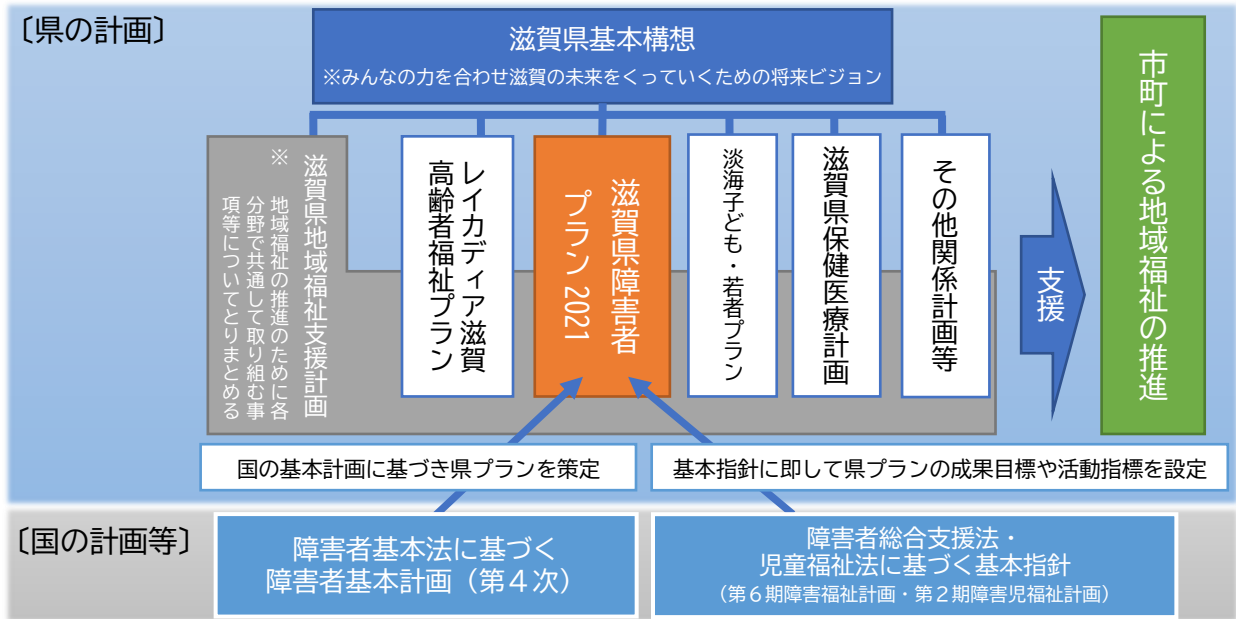 〔県の計画〕
滋賀県基本構想
※みんなの力を合わせ滋賀の未来をくっていくための将来ビジョン
滋賀県地域福祉支援計画
※ 地域福祉の推進のために各
分野で共通して取り組む事
項等についてとりまとめる
レイカディア滋賀
高齢者福祉プラン
滋賀県障害者
プラン 2021
淡海子ども・若者プラン
滋賀県保健医療計画
その他関係計画等
支援
市町による地域福祉の推進
国の基本計画に基づき県プランを策定
基本指針に即して県プランの成果目標や活動指標を設定
〔国の計画等〕
障害者基本法に基づく
障害者基本計画（第４次）
障害者総合支援法・
児童福祉法に基づく基本指針
（第６期障害福祉計画・第２期障害児福祉計画）